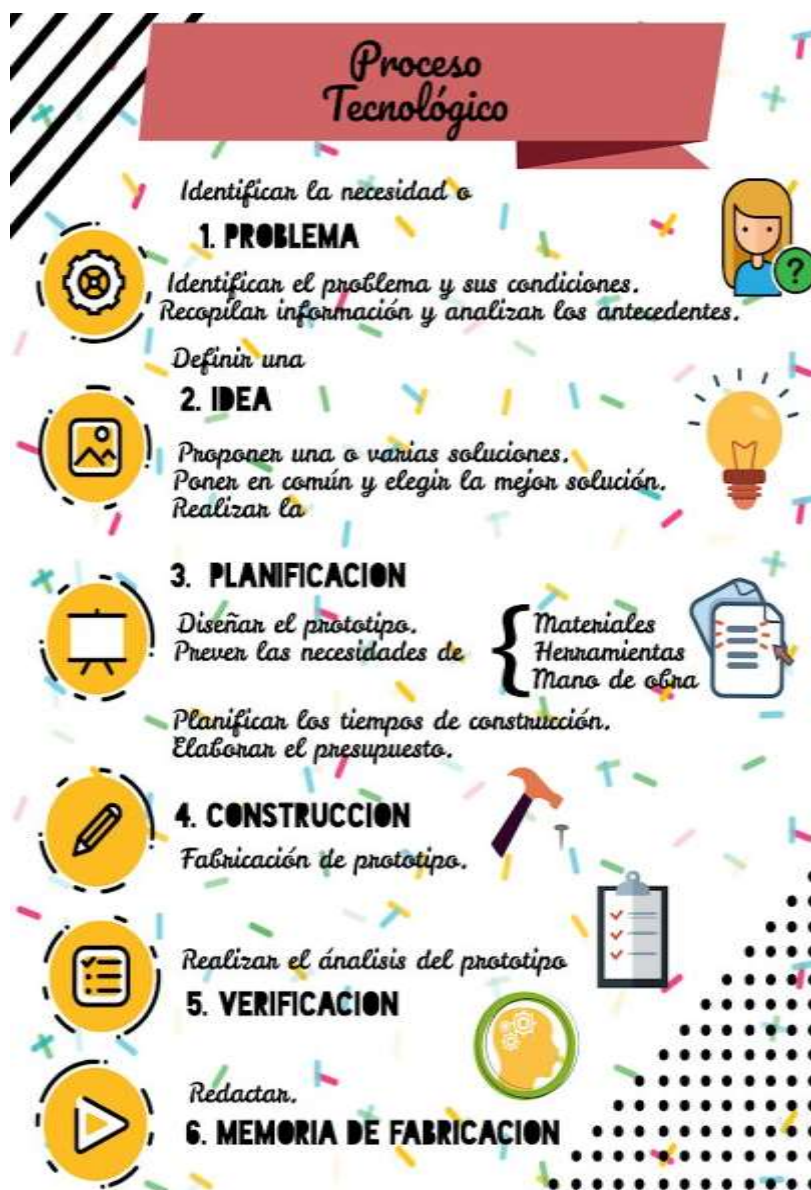 Proceso
Tecnológico
Identificar la necesidad o
1. PROBLEMA
Identificar el problema y sus condiciones.
Recopilar información y analizar los antecedentes.
Definir una
2. IDEA
Proponer una o varias soluciones.
Poner en común y elegir la mejor solución.
Realizar la
3. PLANIFICACION
Diseñar el prototipo.
Prever las necesidades de { Materiales
Herramientas
Mano de obra
Planificar los tiempos de construcción.
Elaborar el presupuesto.
4. CONSTRUCCION
Fabricación de prototipo.
Realizar el ánalisis del prototipo
5. VERIFICACION
Redactar.
6. MEMORIA DE FABRICACION
?